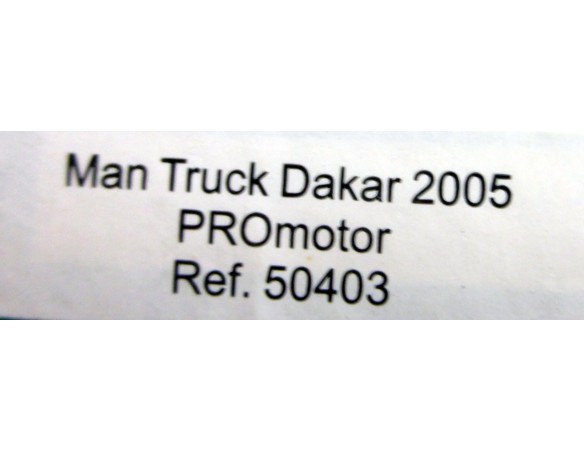 Man Truck Dakar 2005
PROmotor
Ref. 50403